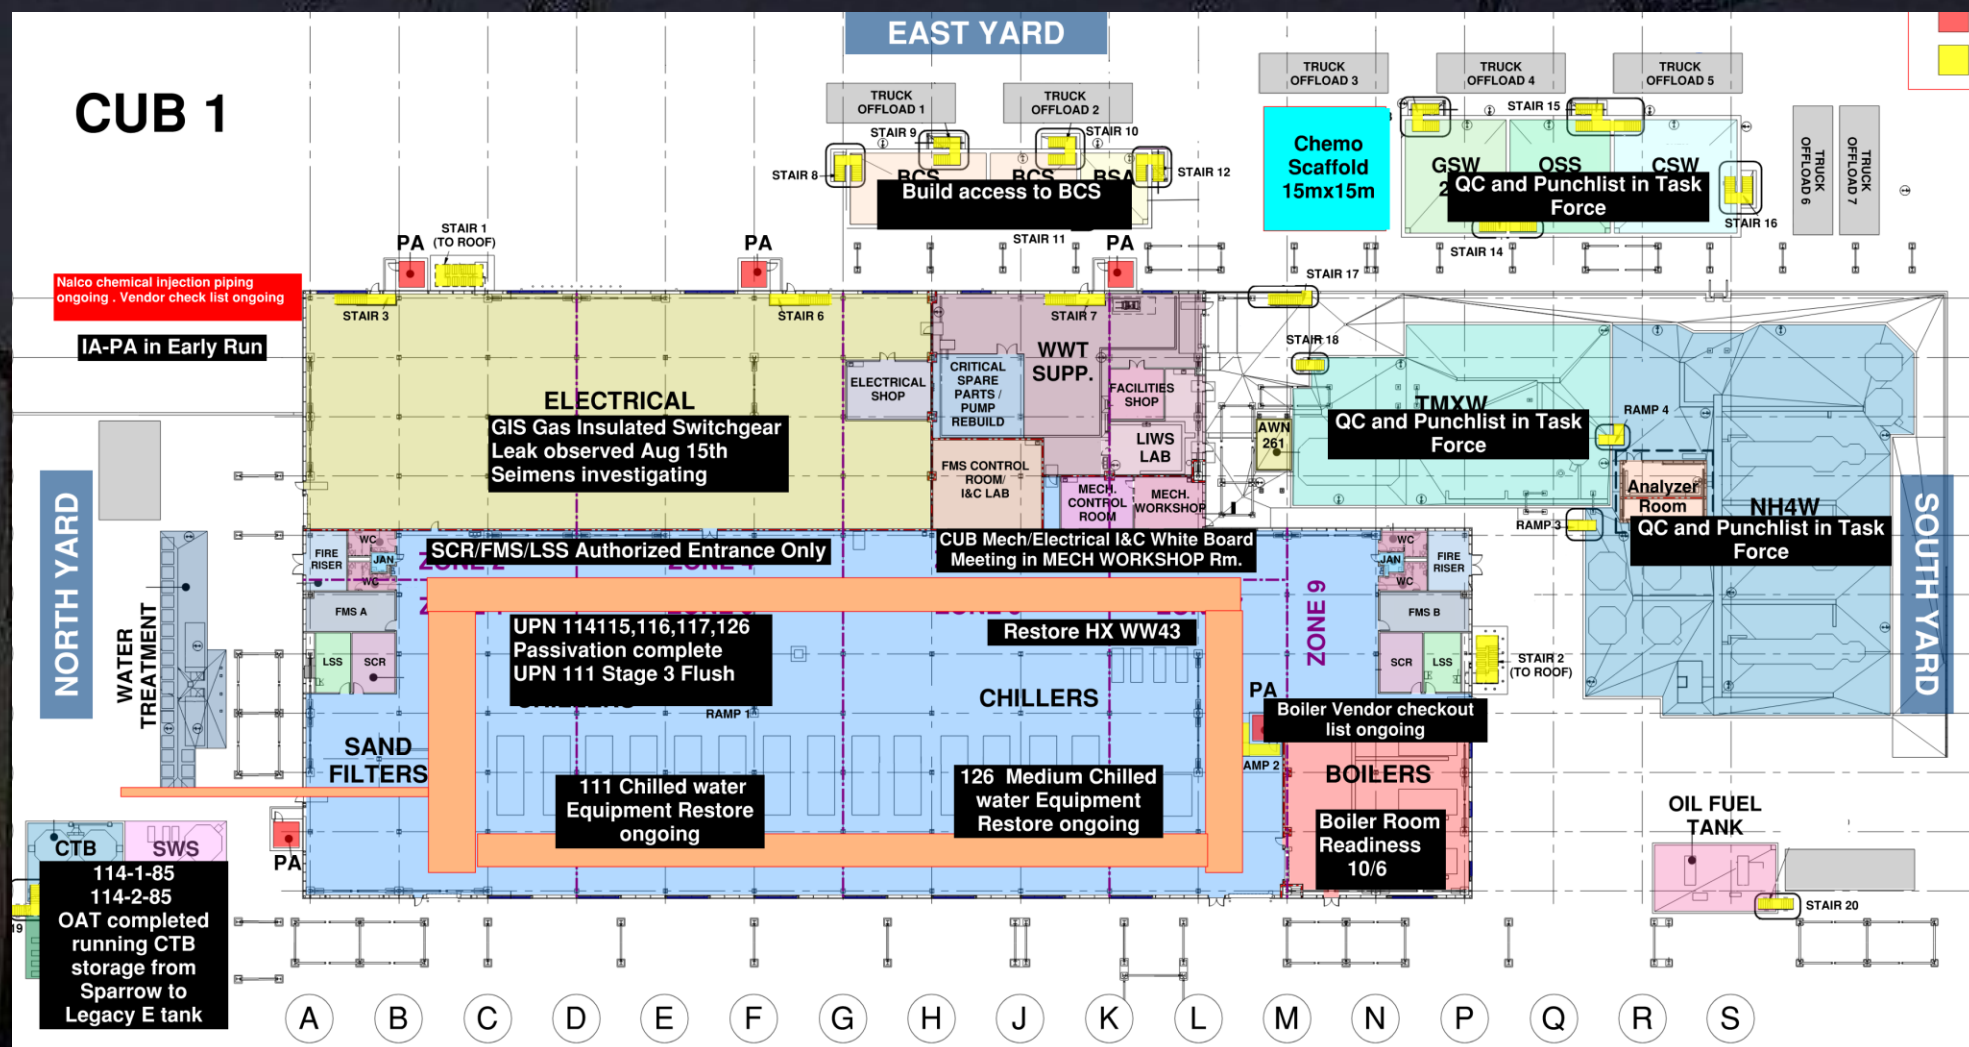 EAST YARD
CUB 1
TRUCK
OFFLOAD 1
TRUCK
OFFLOAD 2
TRUCK
OFFLOAD 3
TRUCK
OFFLOAD 4
TRUCK
OFFLOAD 5
TRUCK
OFFLOAD 6
TRUCK
OFFLOAD 7
STAIR 8
STAIR 9
STAIR 10
STAIR 12
BCS
BCS
BSA
Build access to BCS
STAIR 11
Chemo
Scaffold
15mx15m
STAIR 15
GSW
OSS
CSW
QC and Punchlist in Task
Force
STAIR 14
STAIR 16
STAIR 17
STAIR 18
PA
STAIR 1
(TO ROOF)
PA
PA
Nalco chemical injection piping
ongoing . Vendor check list ongoing
IA-PA in Early Run
STAIR 3
STAIR 6
STAIR 7
ELECTRICAL
GIS Gas Insulated Switchgear
Leak observed Aug 15th
Seimens investigating
ELECTRICAL
SHOP
WWT
SUPP.
CRITICAL
SPARE
PARTS /
PUMP
REBUILD
FACILITIES
SHOP
LIWS
LAB
FMS CONTROL
ROOM/
I&C LAB
MECH.
CONTROL
ROOM
MECH.
WORKSHOP
AWN
261
TMXW
QC and Punchlist in Task
Force
RAMP 4
RAMP 3
Analyzer
Room
NH4W
QC and Punchlist in Task
Force
NORTH YARD
SOUTH YARD
WATER
TREATMENT
FIRE
RISER
WC
JAN
WC
FMS A
LSS
SCR
SCR/FMS/LSS Authorized Entrance Only
CUB Mech/Electrical I&C White Board
Meeting in MECH WORKSHOP Rm.
ZONE 9
WC
JAN
WC
FIRE
RISER
FMS B
SCR
LSS
STAIR 2
(TO ROOF)
UPN 114115,116,117,126
Passivation complete
UPN 111 Stage 3 Flush
Restore HX WW43
CHILLERS
CHILLERS
RAMP 1
PA
Boiler Vendor checkout
list ongoing
SAND
FILTERS
AMP 2
BOILERS
111 Chilled water
Equipment Restore
ongoing
126 Medium Chilled
water Equipment
Restore ongoing
Boiler Room
Readiness
10/6
OIL FUEL
TANK
STAIR 20
PA
CTB
SWS
114-1-85
114-2-85
OAT completed
running CTB
storage from
Sparrow to
Legacy E tank
19
A B C D E F G H J K L M N P Q R S